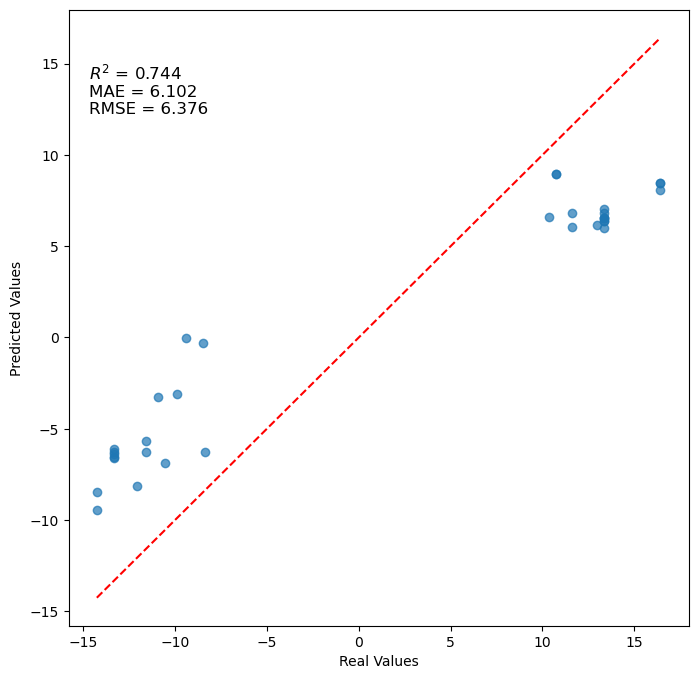 R² = 0.744
MAE = 6.102
RMSE = 6.376
15
10
5
0
−5
−10
−15
Predicted Values
−15 −10 −5 0 5 10 15
Real Values